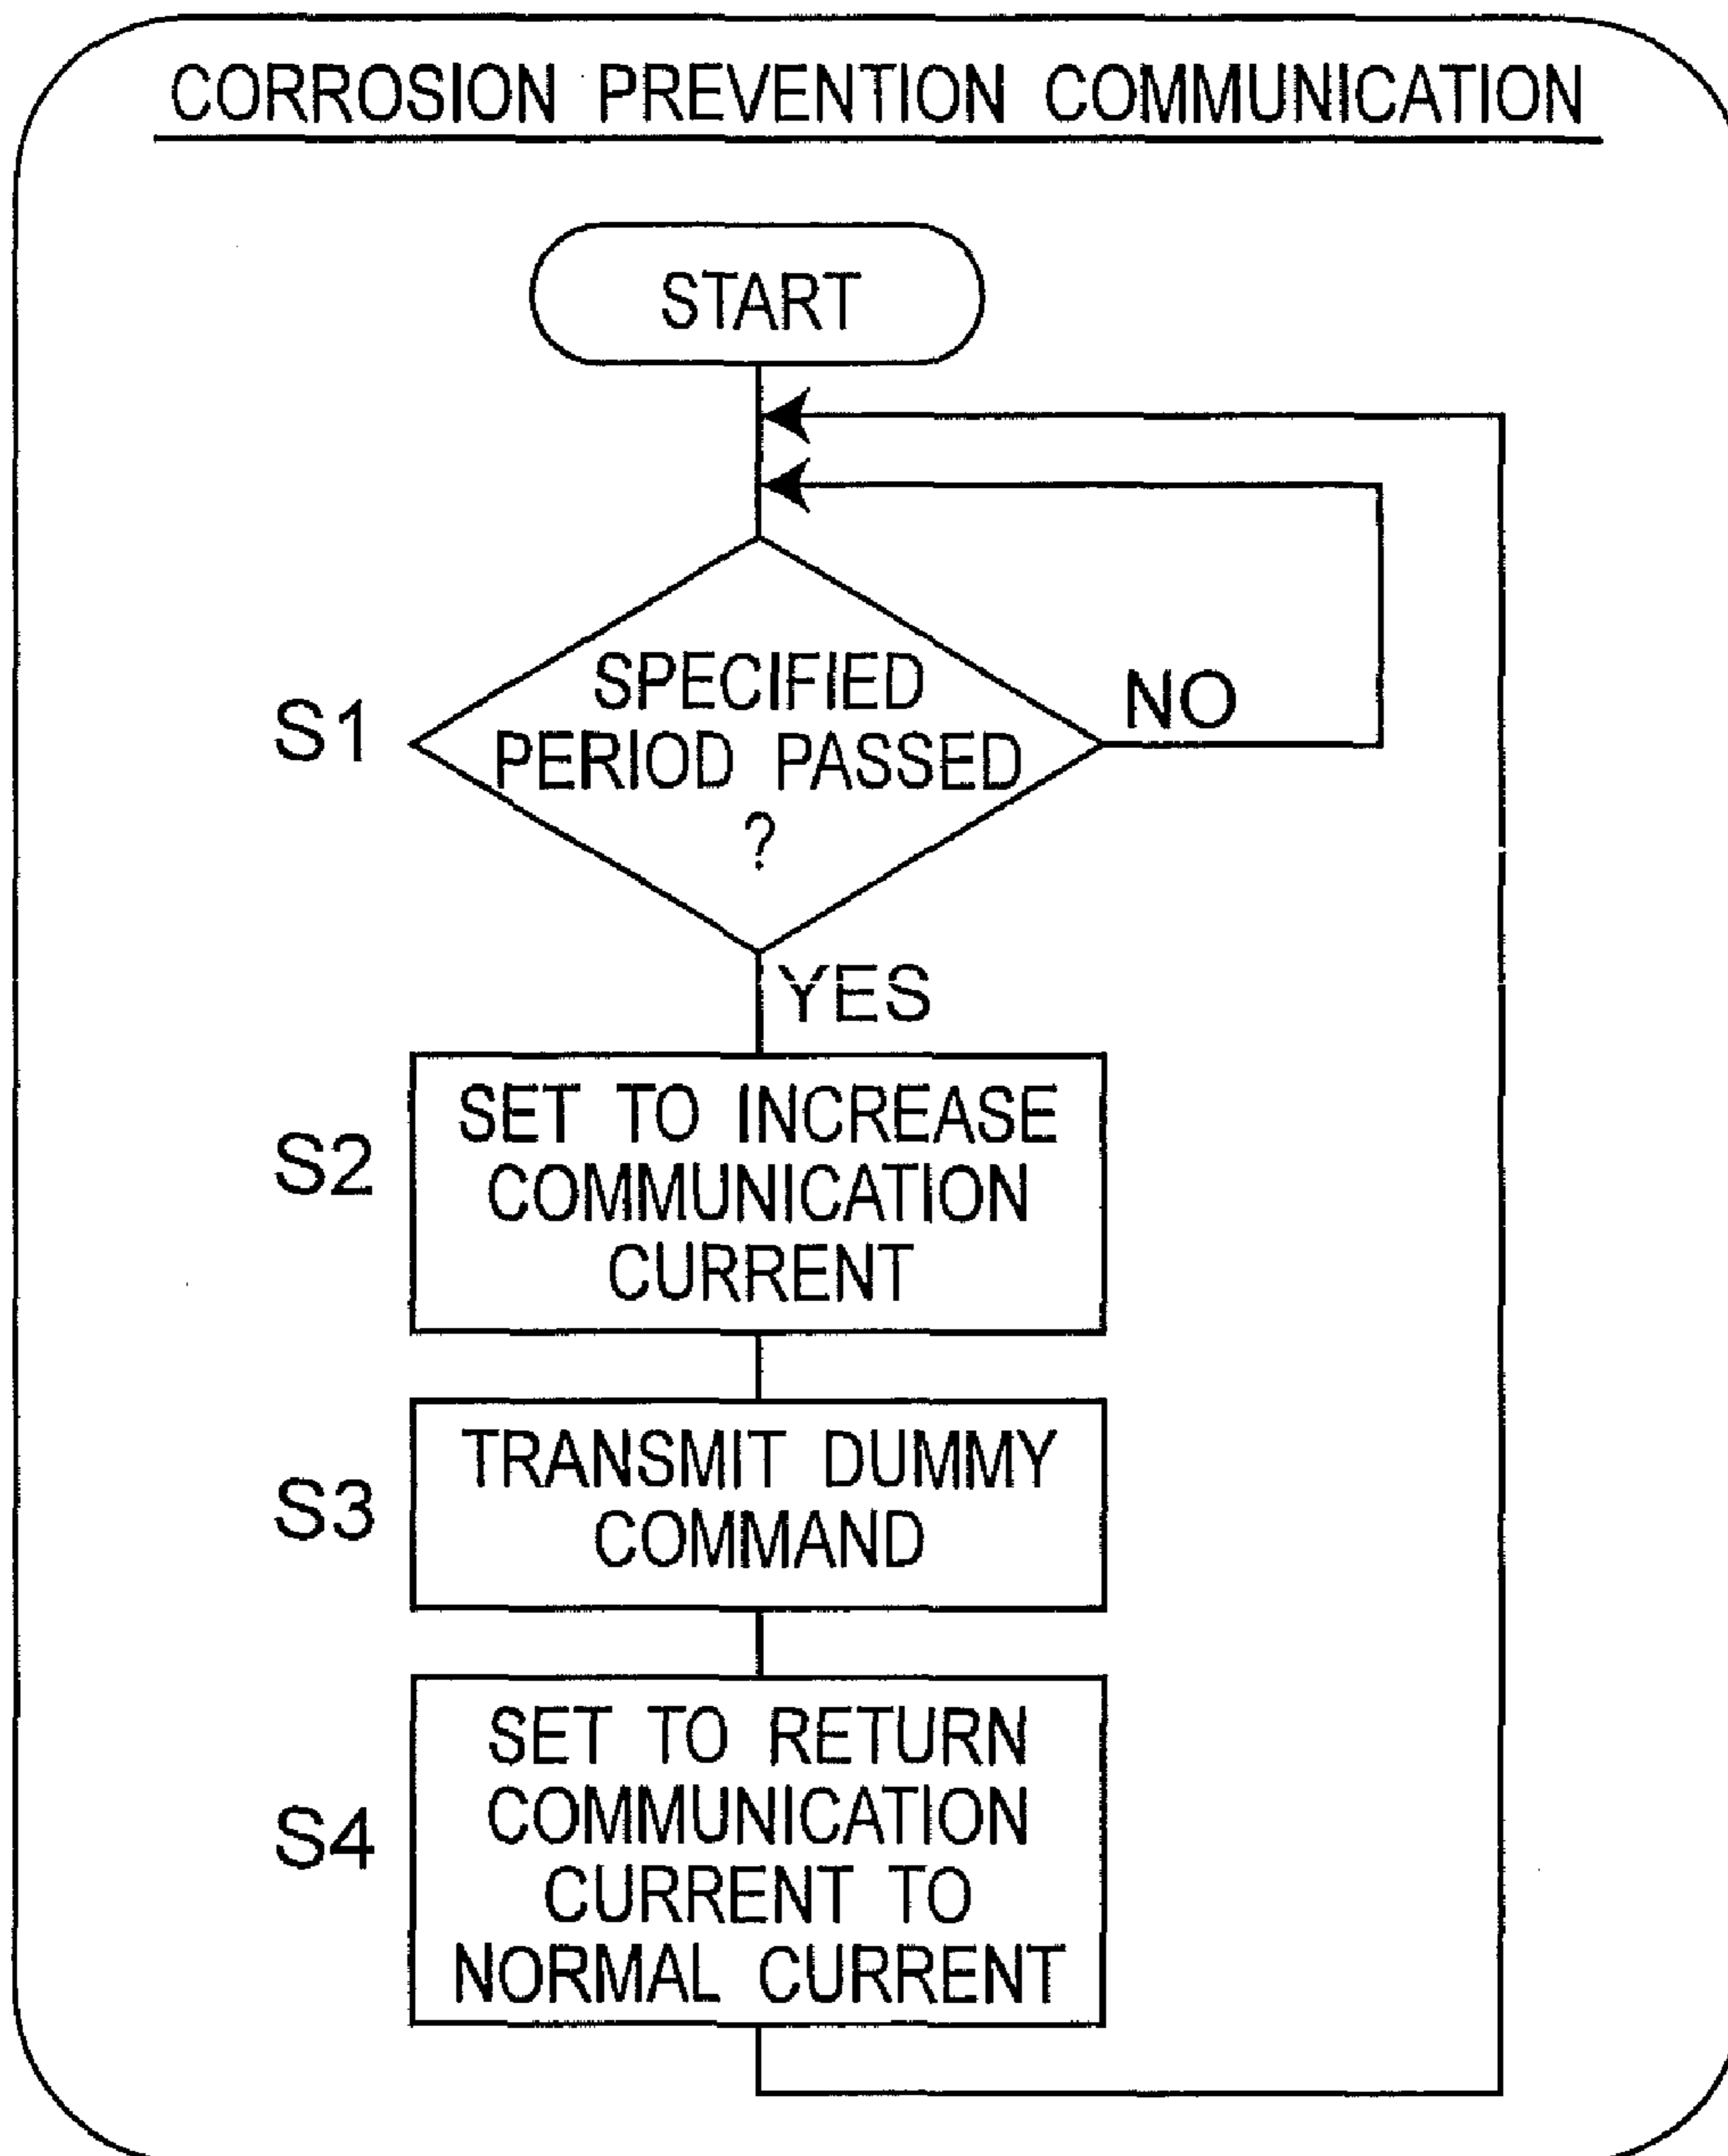 CORROSION PREVENTION COMMUNICATION
START
SPECIFIED
PERIOD PASSED
?
S1
NO
YES
S2
SET TO INCREASE
COMMUNICATION
CURRENT
S3
TRANSMIT DUMMY
COMMAND
S4
SET TO RETURN
COMMUNICATION
CURRENT TO
NORMAL CURRENT